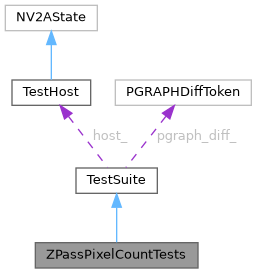 NV2AState
TestHost
PGRAPHDiffToken
host_
pgraph_diff_
TestSuite
ZPassPixelCountTests